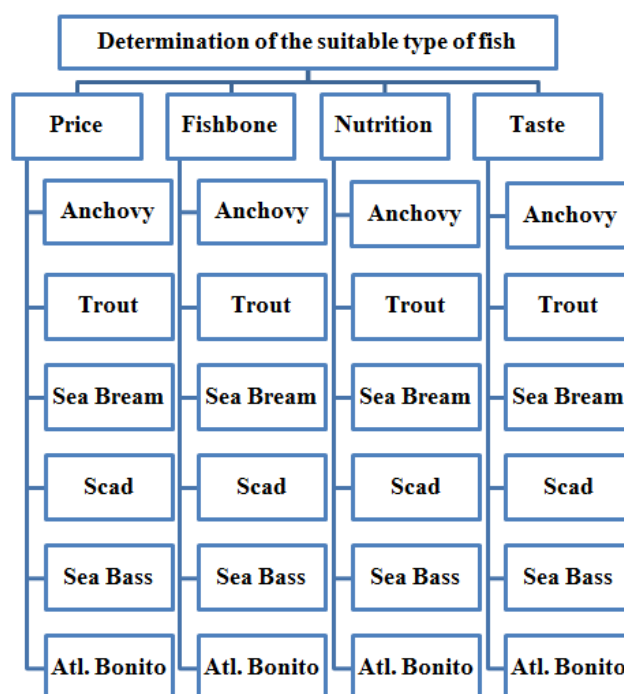 Determination of the suitable type of fish
Price Fishbone Nutrition Taste
Anchovy Anchovy Anchovy Anchovy
Trout Trout Trout Trout
Sea Bream Sea Bream Sea Bream Sea Bream
Scad Scad Scad Scad
Sea Bass Sea Bass Sea Bass Sea Bass
Atl. Bonito Atl. Bonito Atl. Bonito Atl. Bonito